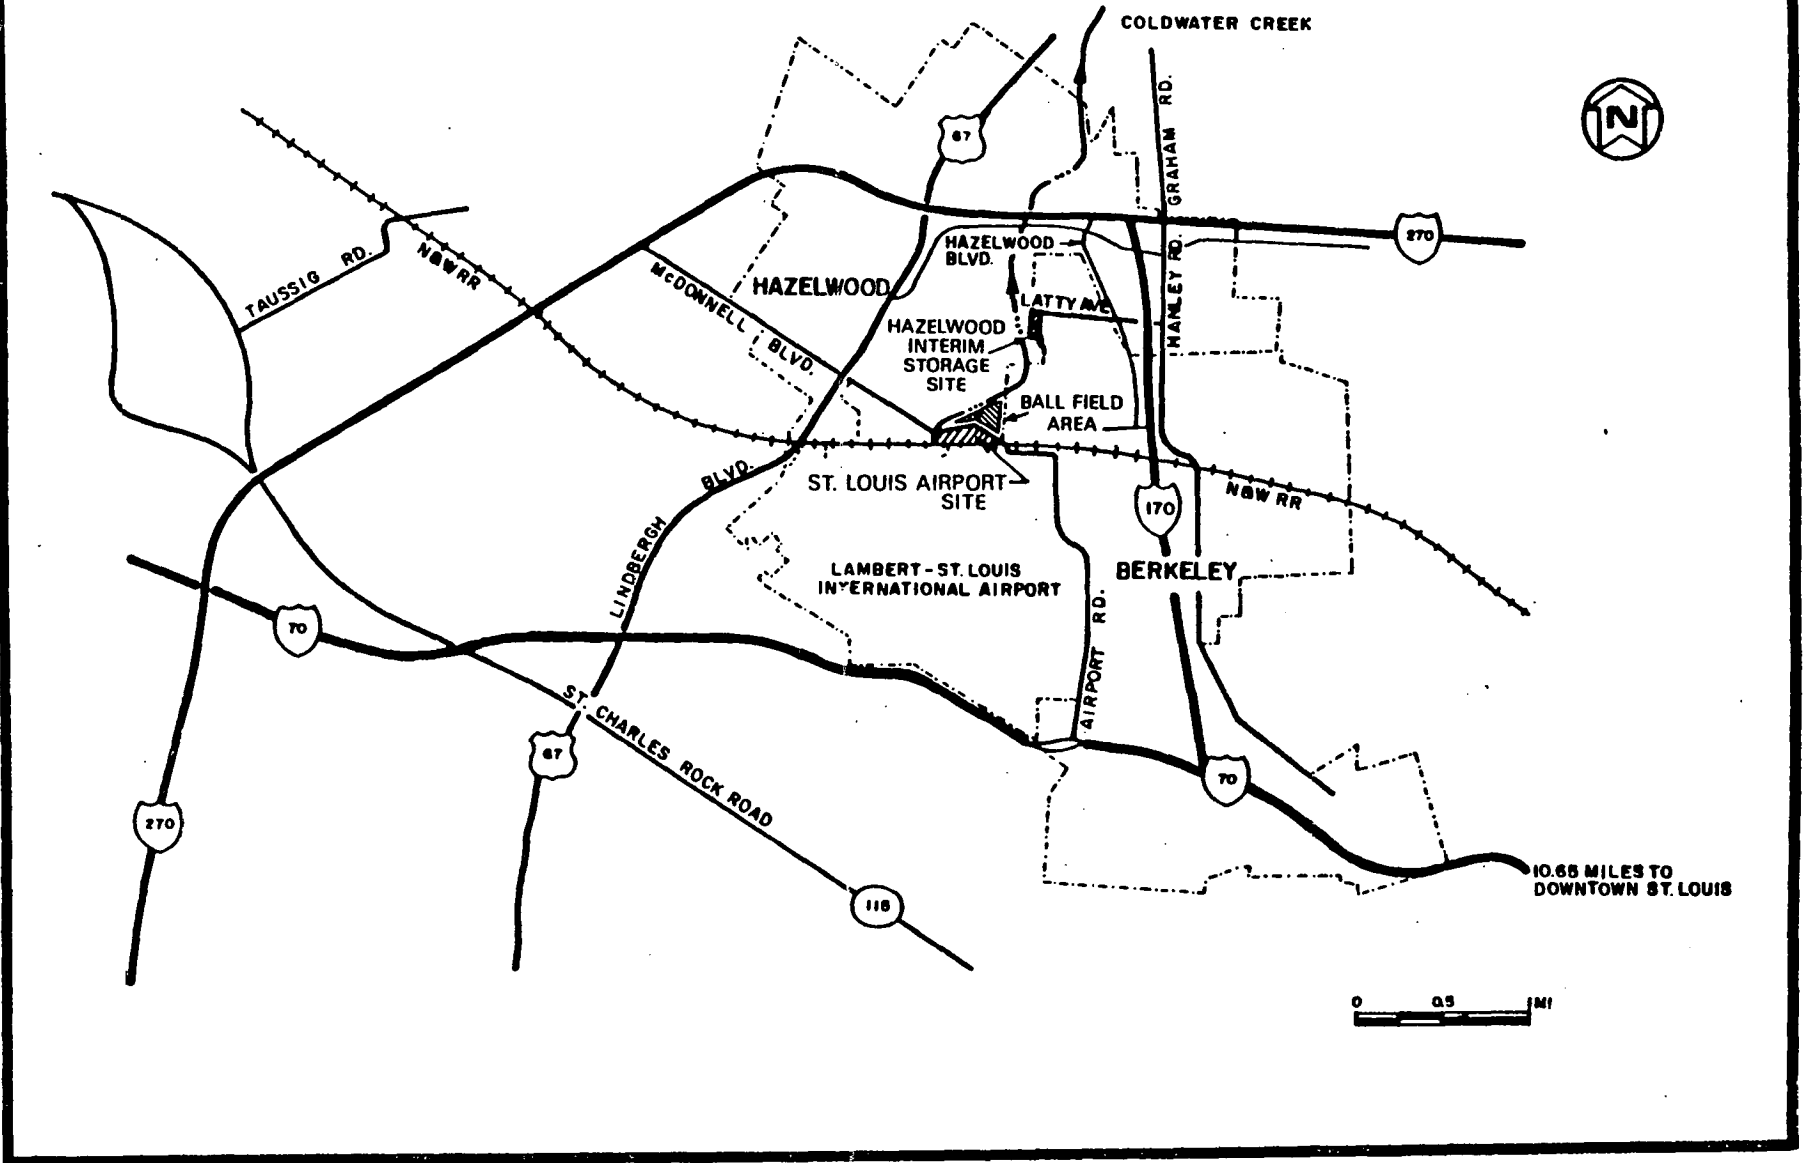 COLDWATER CREEK
67
N
GRAHAM RD.
270
TAUSSIG RD.
N&W RR
McDONNELL BLVD.
HAZELWOOD
HAZELWOOD
BLVD.
HANLEY RD.
LATTY AVE
HAZELWOOD
INTERIM
STORAGE
SITE
BALL FIELD
AREA
ST. LOUIS AIRPORT
SITE
LINDBERGH BLVD.
N&W RR
170
LAMBERT-ST. LOUIS
INTERNATIONAL AIRPORT
BERKELEY
70
AIRPORT RD.
ST. CHARLES ROCK ROAD
67
70
270
115
10.65 MILES TO
DOWNTOWN ST. LOUIS
0 0.5 1 MI